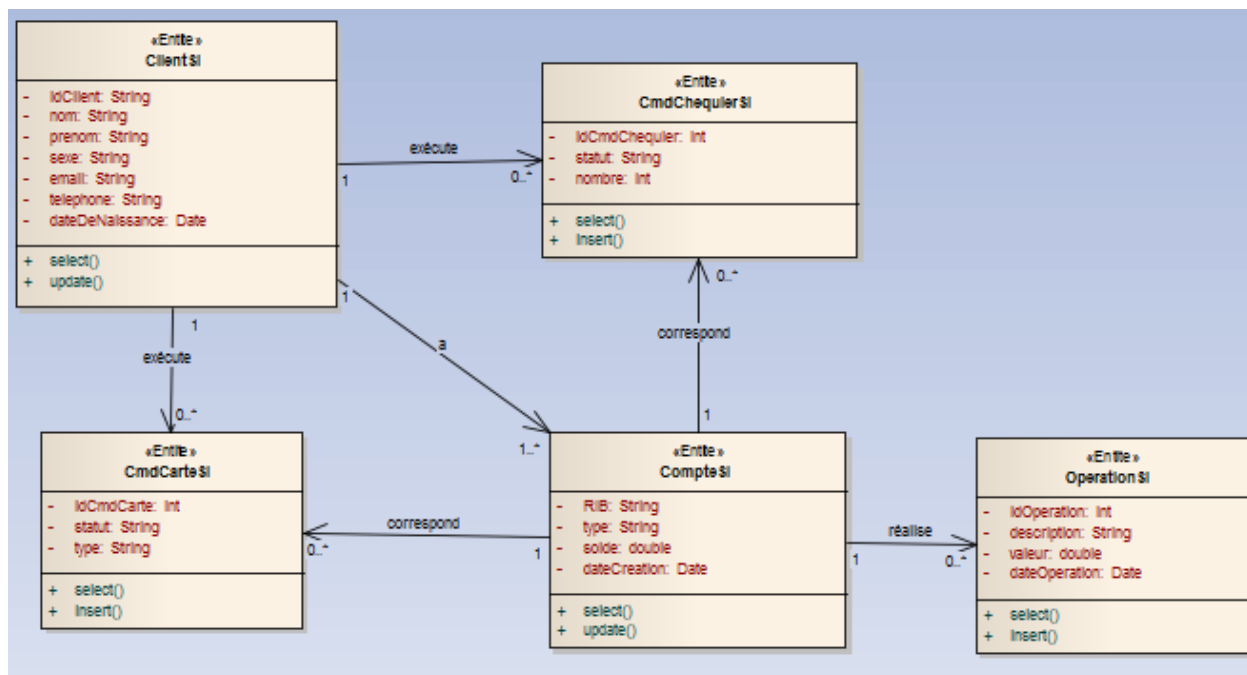 «Entite»
ClientSI
- idClient: String
- nom: String
- prenom: String
- sexe: String
- email: String
- telephone: String
- dateDeNaissance: Date
+ select()
+ update()
«Entite»
CmdChequierSI
- idCmdChequier: Int
- statut: String
- nombre: Int
+ select()
+ insert()
exécute
1
0..*
1
a
1..*
1
exécute
0..*
0..*
correspond
1
«Entite»
CmdCarteSI
- idCmdCarte: Int
- statut: String
- type: String
+ select()
+ insert()
correspond
0..*
1
«Entite»
CompteSI
- RIB: String
- type: String
- solde: double
- dateCreation: Date
+ select()
+ update()
réalise
1
0..*
«Entite»
OperationSI
- idOperation: Int
- description: String
- valeur: double
- dateOperation: Date
+ select()
+ insert()